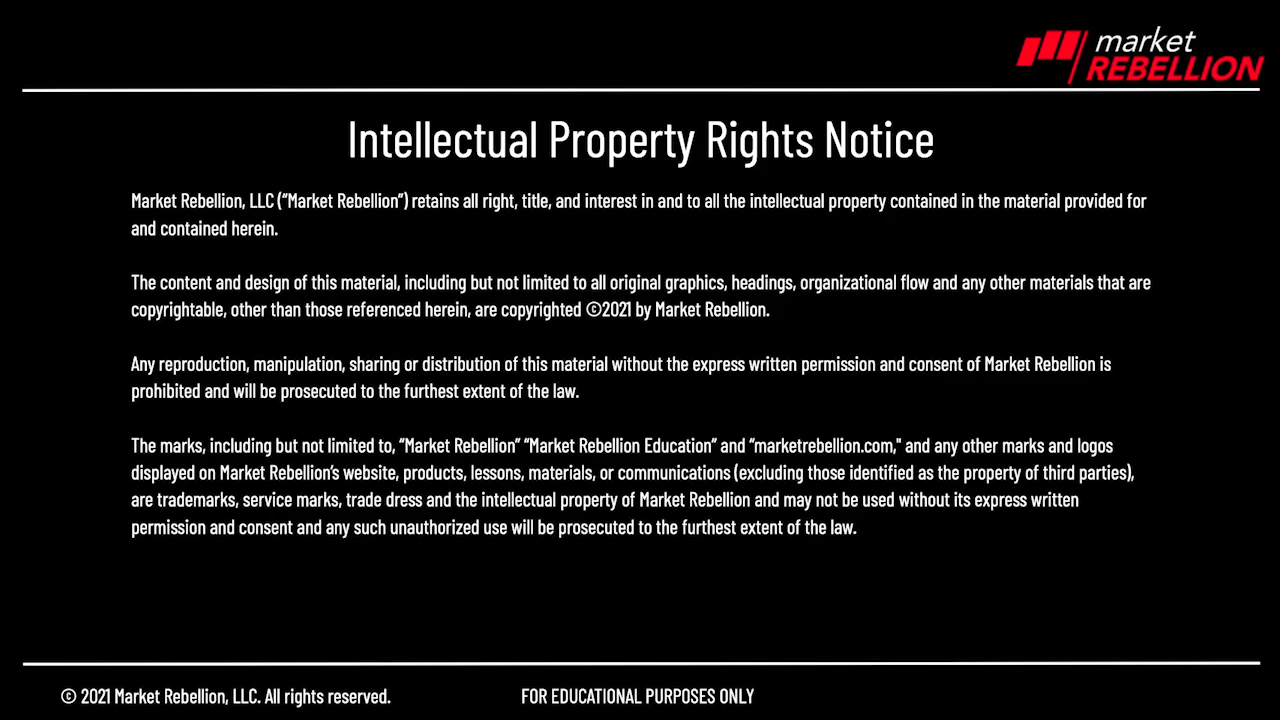 market
REBELLION
Intellectual Property Rights Notice
Market Rebellion, LLC (“Market Rebellion”) retains all right, title, and interest in and to all the intellectual property contained in the material provided for
and contained herein.
The content and design of this material, including but not limited to all original graphics, headings, organizational flow and any other materials that are
copyrightable, other than those referenced herein, are copyrighted ©2021 by Market Rebellion.
Any reproduction, manipulation, sharing or distribution of this material without the express written permission and consent of Market Rebellion is
prohibited and will be prosecuted to the furthest extent of the law.
The marks, including but not limited to, “Market Rebellion” “Market Rebellion Education” and “marketrebellion.com," and any other marks and logos
displayed on Market Rebellion’s website, products, lessons, materials, or communications (excluding those identified as the property of third parties),
are trademarks, service marks, trade dress and the intellectual property of Market Rebellion and may not be used without its express written
permission and consent and any such unauthorized use will be prosecuted to the furthest extent of the law.
© 2021 Market Rebellion, LLC. All rights reserved. FOR EDUCATIONAL PURPOSES ONLY